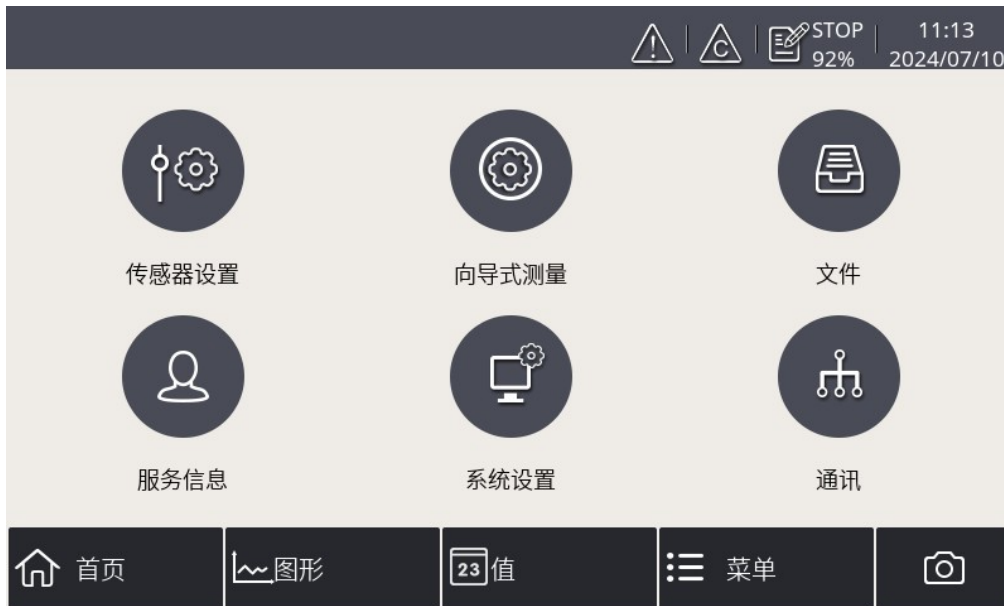 STOP 11:13
92% 2024/07/10
C
传感器设置 向导式测量 文件
服务信息 系统设置 通讯
首页 图形 23 值 菜单